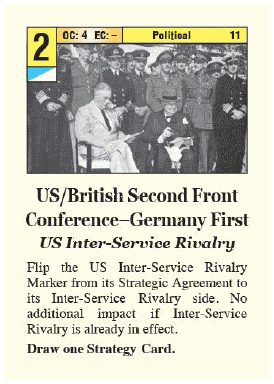 2 OC: 4 EC: – Political 11
US/British Second Front
Conference–Germany First
US Inter-Service Rivalry
Flip the US Inter-Service Rivalry
Marker from its Strategic Agreement to
its Inter-Service Rivalry side. No
additional impact if Inter-Service
Rivalry is already in effect.
Draw one Strategy Card.